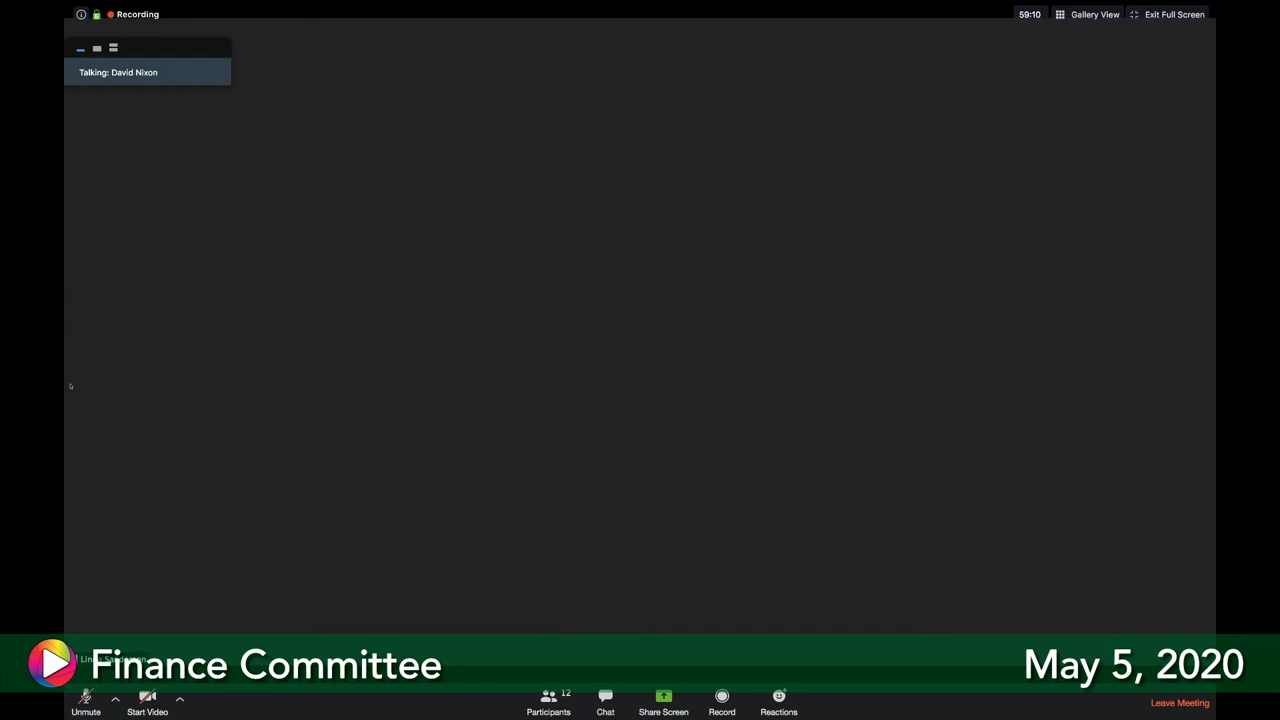 Recording
59:10
Gallery View
Exit Full Screen
Talking: David Nixon
Finance Committee
May 5, 2020
Unmute
Start Video
Participants
12
Chat
Share Screen
Record
Reactions
Leave Meeting